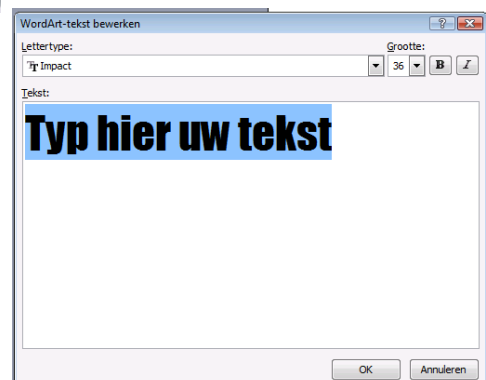 WordArt-tekst bewerken
Lettertype: Grootte:
Impact 36 B I
Tekst:
Typ hier uw tekst
OK Annuleren